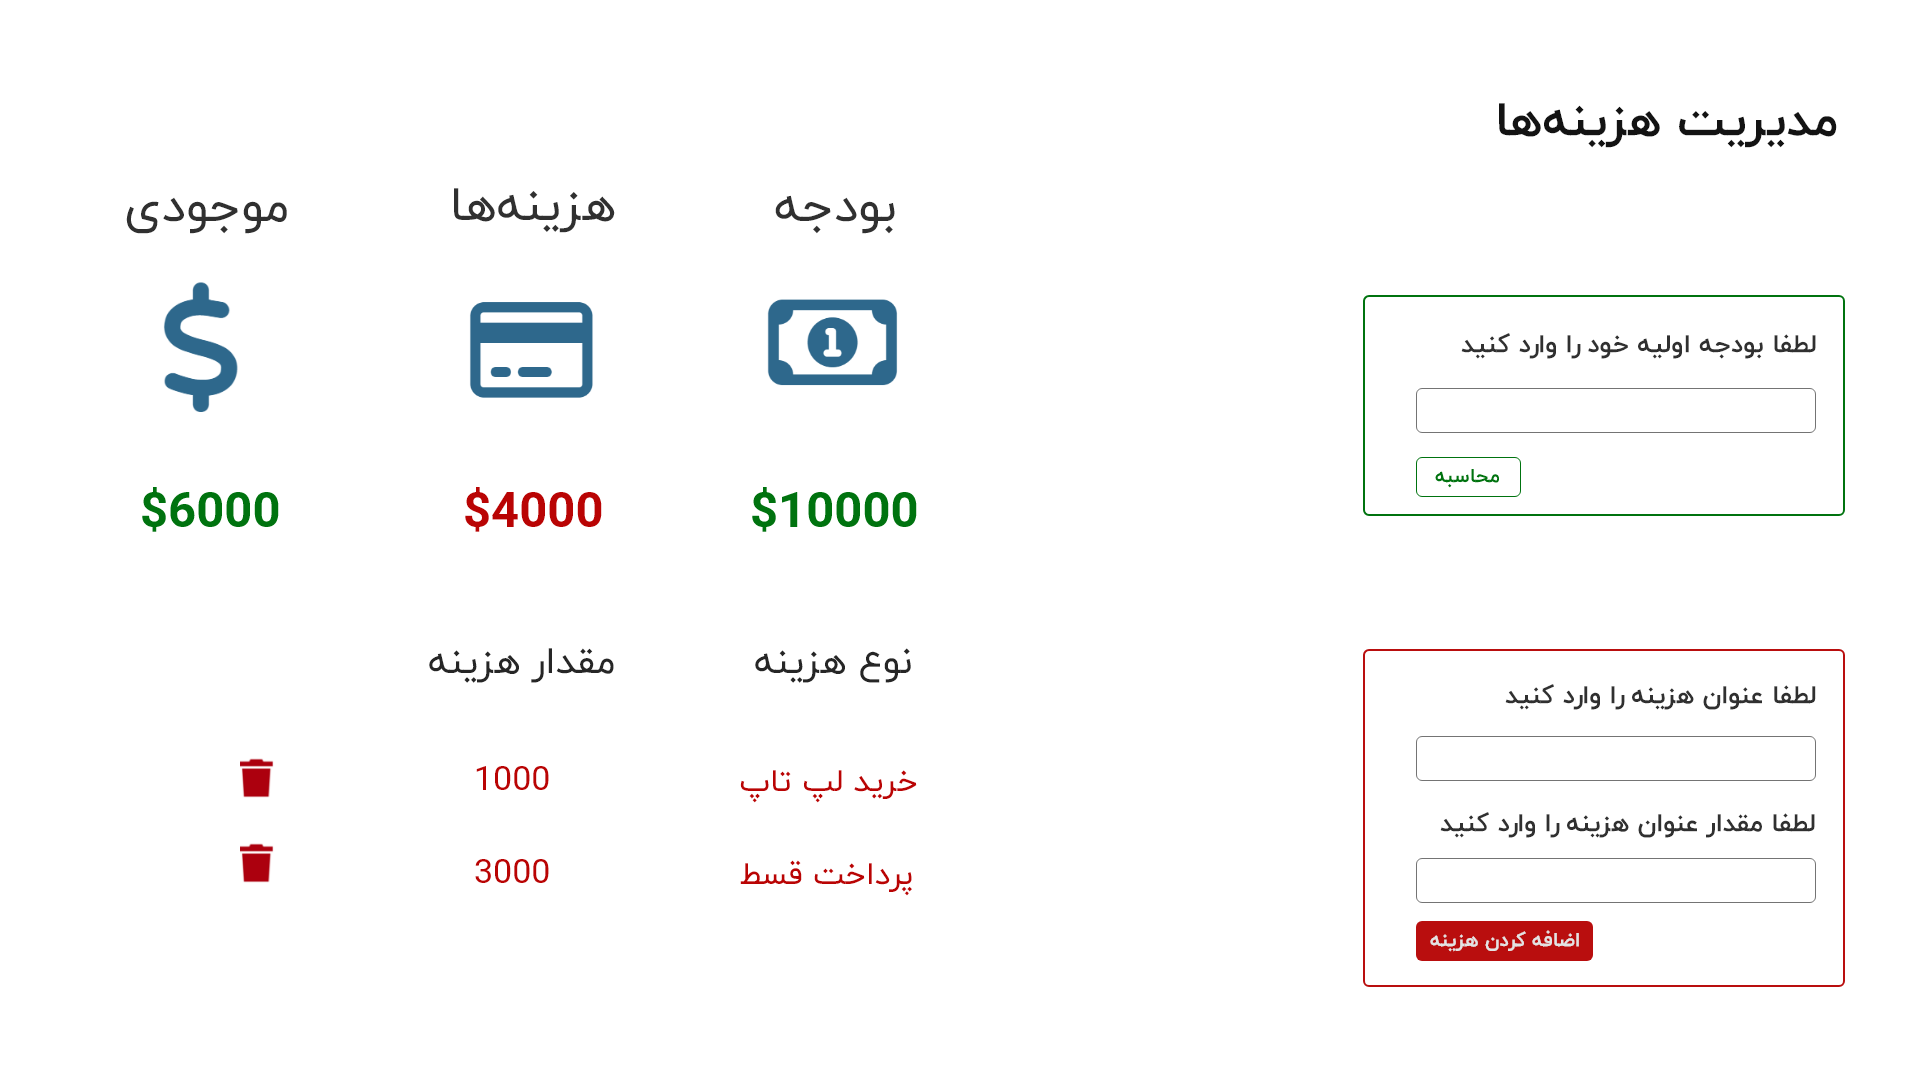 مدیریت هزینه‌ها
لطفا بودجه اولیه خود را وارد کنید
محاسبه
لطفا عنوان هزینه را وارد کنید
لطفا مقدار عنوان هزینه را وارد کنید
اضافه کردن هزینه
بودجه هزینه‌ها موجودی
1
$10000 $4000 $6000
نوع هزینه مقدار هزینه
خرید لپ تاپ 1000
پرداخت قسط 3000